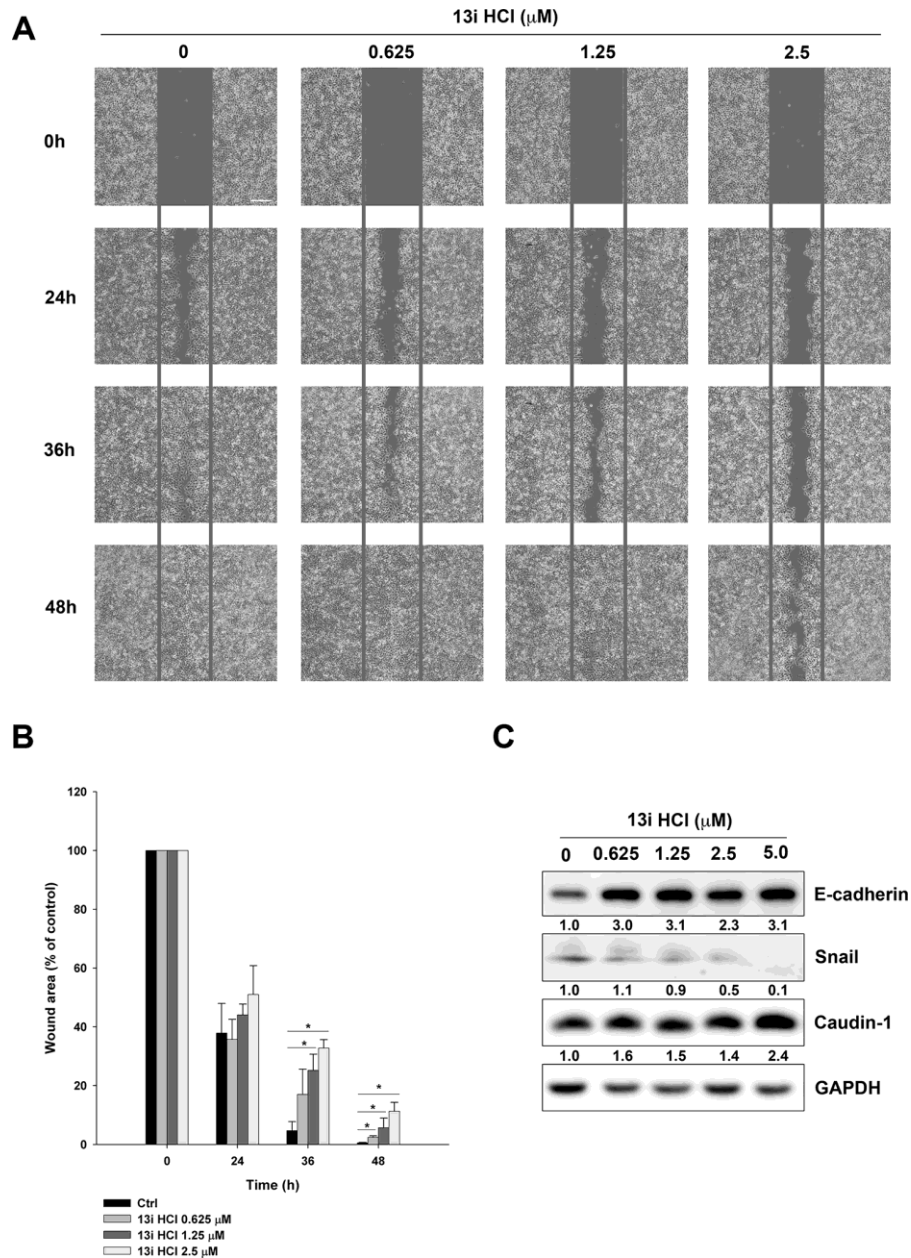 A
13i HCl (μM)
0 0.625 1.25 2.5
0h
24h
36h
48h
B
Wound area (% of control)
120
100
80
60
40
20
0
* * * * *
0 24 36 48
Time (h)
Ctrl
13i HCl 0.625 μM
13i HCl 1.25 μM
13i HCl 2.5 μM
C
13i HCl (μM)
0 0.625 1.25 2.5 5.0
E-cadherin
1.0 3.0 3.1 2.3 3.1
Snail
1.0 1.1 0.9 0.5 0.1
Caudin-1
1.0 1.6 1.5 1.4 2.4
GAPDH